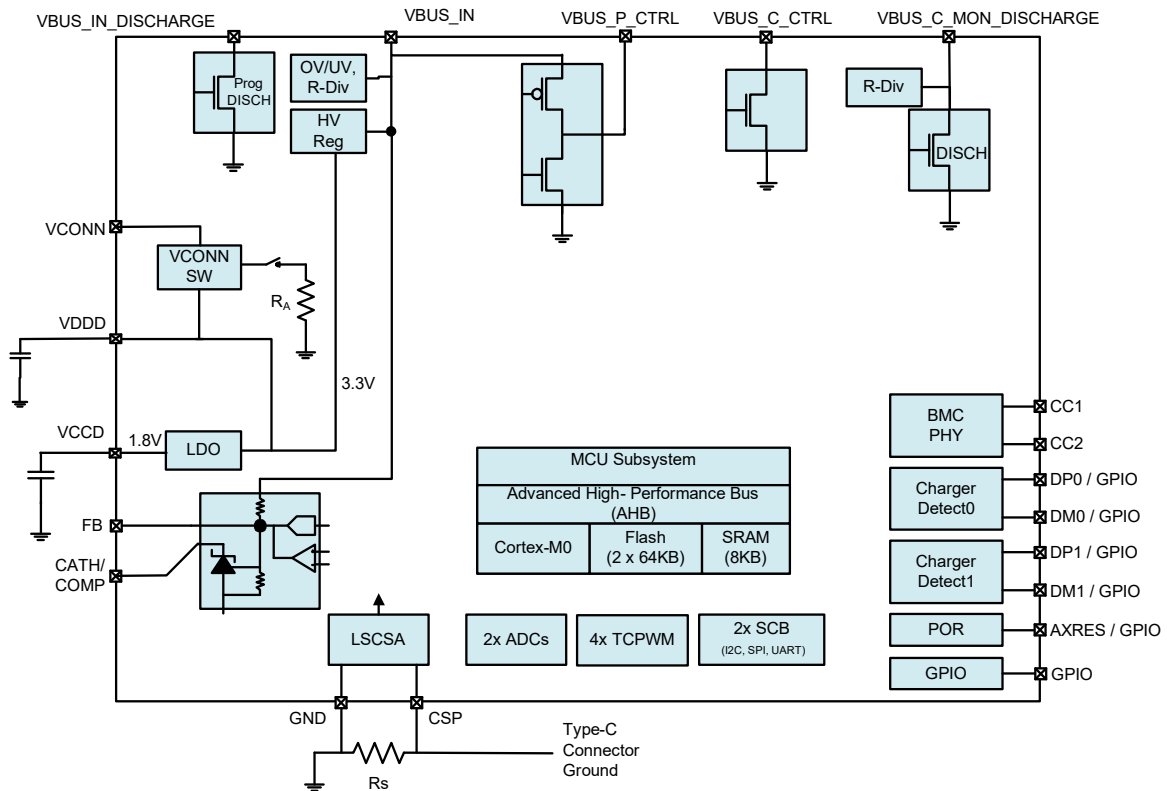 VBUS_IN_DISCHARGE
VBUS_IN
VBUS_P_CTRL
VBUS_C_CTRL
VBUS_C_MON_DISCHARGE
Prog
DISCH
OV/UV,
R-Div
HV
Reg
R-Div
DISCH
VCONN
VCONN
SW
RA
VDDD
3.3V
VCCD
1.8V
LDO
FB
CATH/
COMP
MCU Subsystem
Advanced High- Performance Bus
(AHB)
Cortex-M0
Flash
(2 x 64KB)
SRAM
(8KB)
BMC
PHY
CC1
CC2
Charger
Detect0
DP0 / GPIO
DM0 / GPIO
Charger
Detect1
DP1 / GPIO
DM1 / GPIO
POR
AXRES / GPIO
GPIO
GPIO
LSCSA
2x ADCs
4x TCPWM
2x SCB
(I2C, SPI, UART)
GND
CSP
Rs
Type-C
Connector
Ground